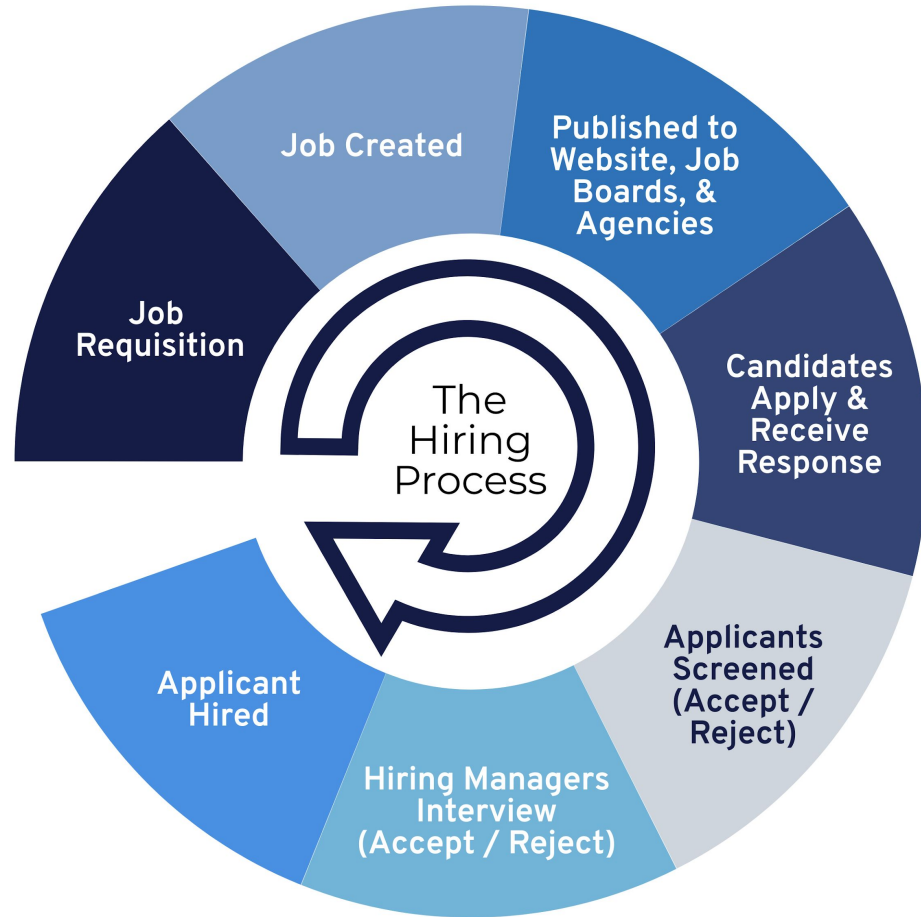 Job Created
Published to
Website, Job
Boards, &
Agencies
Job
Requisition
Candidates
Apply &
Receive
Response
The
Hiring
Process
Applicants
Screened
(Accept /
Reject)
Applicant
Hired
Hiring Managers
Interview
(Accept / Reject)